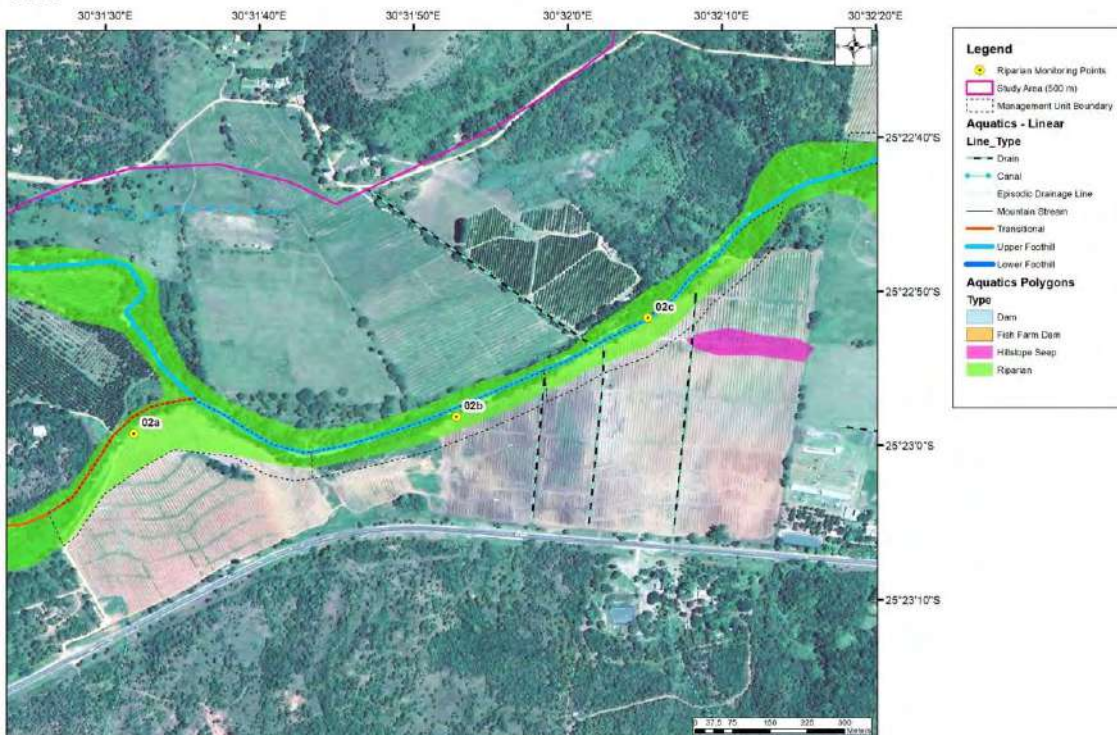 30°31'30"E
30°31'40"E
30°31'50"E
30°32'0"E
30°32'10"E
30°32'20"E
25°22'40"S
25°22'50"S
25°23'0"S
25°23'10"S
02a
02b
02c
0 37,5 75 150 225 300
Meters
Legend
Riparian Monitoring Points
Study Area (500 m)
Management Unit Boundary
Aquatics - Linear
Line_Type
Drain
Canal
Episodic Drainage Line
Mountain Stream
Transitional
Upper Foothill
Lower Foothill
Aquatics Polygons
Type
Dam
Fish Farm Dam
Hillslope Seep
Riparian